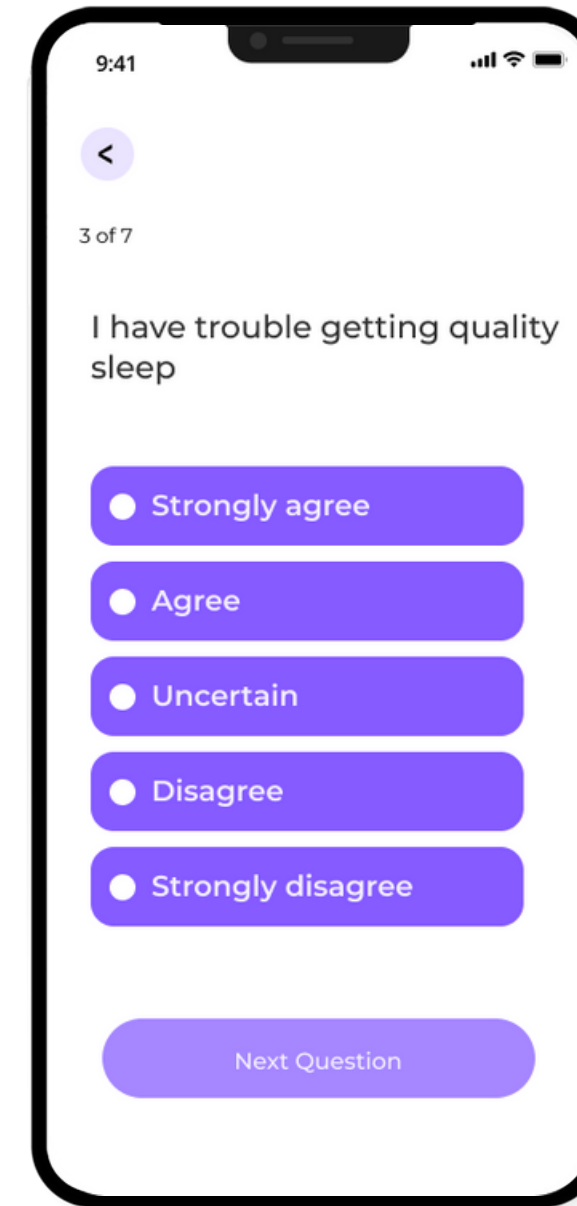 9:41
<
3 of 7
I have trouble getting quality
sleep
Strongly agree
Agree
Uncertain
Disagree
Strongly disagree
Next Question